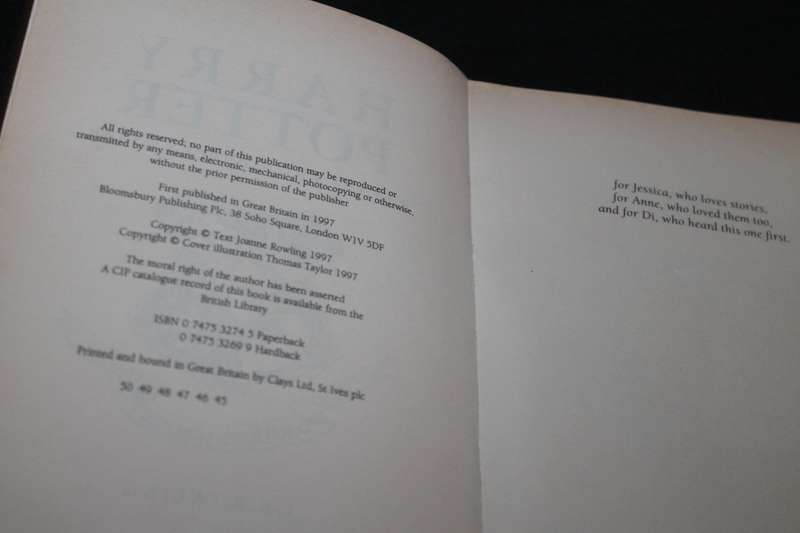 HARRY
POTTER
All rights reserved; no part of this publication may be reproduced or
transmitted by any means, electronic, mechanical, photocopying or otherwise,
without the prior permission of the publisher
First published in Great Britain in 1997
Bloomsbury Publishing Plc, 38 Soho Square, London W1V 5DF
Copyright © Text Joanne Rowling 1997
Copyright © Cover illustration Thomas Taylor 1997
The moral right of the author has been asserted
A CIP catalogue record of this book is available from the
British Library
ISBN 0 7475 3274 5 Paperback
0 7475 3269 9 Hardback
Printed and bound in Great Britain by Clays Ltd, St Ives plc
50 49 48 47 46 45
for Jessica, who loves stories,
for Anne, who loved them too,
and for Di, who heard this one first.